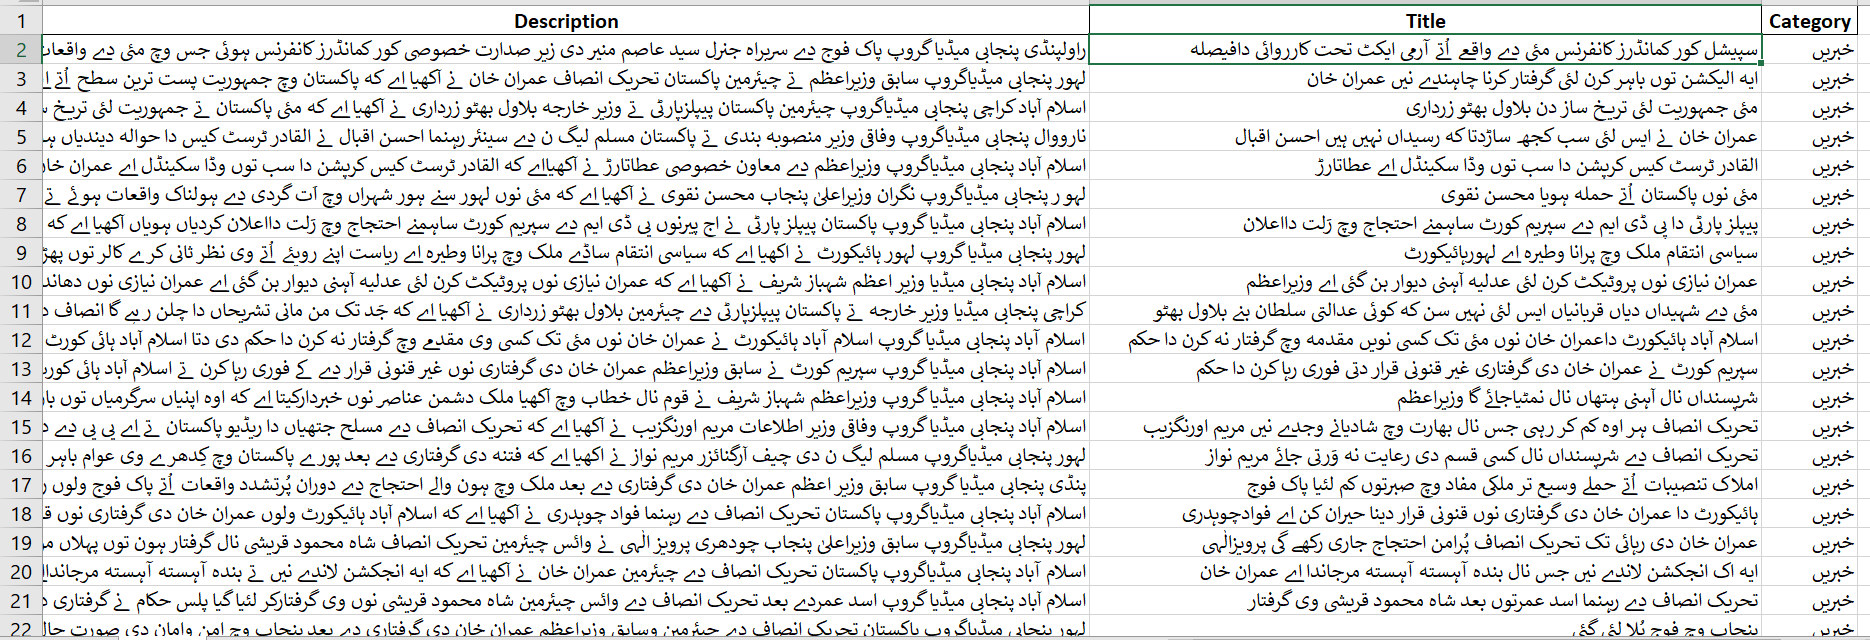 Description Title Category
1
2 راولپنڈی پنجابی میڈیا گروپ پاک فوج دے سربراہ جنرل سید عاصم منیر دی زیر صدارت خصوصی کور کمانڈرز کانفرنس ہوئی جس وچ مئی دے واقعات سپیشل کور کمانڈرز کانفرنس مئی دے واقعے اُتے آرمی ایکٹ تحت کارروائی دافیصلہ خبریں
3 لہور پنجابی میڈیاگروپ سابق وزیراعظم تے چیئرمین پاکستان تحریک انصاف عمران خان نے آکھیا اے کہ پاکستان وچ جمہوریت پست ترین سطح اُتے ایہ الیکشن توں باہر کرن لئی گرفتار کرنا چاہندے نیں عمران خان خبریں
4 اسلام آباد کراچی پنجابی میڈیاگروپ چیئرمین پاکستان پیپلزپارٹی تے وزیر خارجہ بلاول بھٹو زرداری نے آکھیا اے کہ مئی پاکستان تے جمہوریت لئی تریخ مئی جمہوریت لئی تریخ ساز دن بلاول بھٹو زرداری خبریں
5 نارووال پنجابی میڈیاگروپ وفاقی وزیر منصوبہ بندی تے پاکستان مسلم لیگ ن دے سینئر رہنما احسن اقبال نے القادر ٹرسٹ کیس دا حوالہ دیندیاں عمران خان نے ایس لئی سب کجھ ساڑدتا کہ رسیداں نہیں ہیں احسن اقبال خبریں
6 اسلام آباد پنجابی میڈیاگروپ وزیراعظم دے معاون خصوصی عطاتارڑ نے آکھیااے کہ القادر ٹرسٹ کیس کرپشن دا سب توں وڈا سکینڈل اے عمران القادر ٹرسٹ کیس کرپشن دا سب توں وڈا سکینڈل اے عطاتارڑ خبریں
7 لہور پنجابی میڈیاگروپ نگران وزیراعلیٰ پنجاب محسن نقوی نے آکھیا اے کہ مئی نوں لہور سنے ہور شہراں وچ اَت گردی دے ہولناک واقعات ہوئے تے مئی نوں پاکستان اُتے حملہ ہویا محسن نقوی خبریں
8 اسلام آباد پنجابی میڈیاگروپ پاکستان پیپلز پارٹی نے اج پیرنوں پی ڈی ایم دے سپریم کورٹ ساہمنے احتجاج وچ رَلت دااعلان کردیاں ہویاں آکھیا اے کہ پیپلز پارٹی دا پی ڈی ایم دے سپریم کورٹ ساہمنے احتجاج وچ رَلت دااعلان خبریں
9 لہور پنجابی میڈیا گروپ لہور ہائیکورٹ نے اکھیا اے کہ سیاسی انتقام ساڈے ملک وچ پرانا وطیرہ اے ریاست اپنے رویئے اُتے وی نظر ثانی کرے کالر توں سیاسی انتقام ملک وچ پرانا وطیرہ اے لہورہائیکورٹ خبریں
10 اسلام آباد پنجابی میڈیا وزیر اعظم شہباز شریف نے آکھیا اے کہ عمران نیازی نوں پروٹیکٹ کرن لئی عدلیہ آہنی دیوار بن گئی اے عمران نیازی نوں عمران نیازی نوں پروٹیکٹ کرن لئی عدلیہ آہنی دیوار بن گئی اے وزیراعظم خبریں
11 کراچی پنجابی میڈیا وزیر خارجہ تے پاکستان پیپلزپارٹی دے چیئرمین بلاول بھٹو زرداری نے آکھیا اے کہ جَد تک من مانی تشریحاں دا چلن رہے گا انصاف مئی دے شہیداں دیاں قربانیاں ایس لئی نہیں سن کہ کوئی عدالتی سلطان بنے بلاول بھٹو خبریں
12 اسلام آباد پنجابی میڈیا گروپ اسلام آباد ہائیکورٹ نے عمران خان نوں مئی تک کسی وی مقدمے وچ گرفتار نہ کرن دا حکم دی دتا اسلام آباد ہائی کورٹ اسلام آباد ہائیکورٹ داعمران خان نوں مئی تک کسی نویں مقدمہ وچ گرفتار نہ کرن دا حکم خبریں
13 اسلام آباد پنجابی میڈیا گروپ سپریم کورٹ نے سابق وزیراعظم عمران خان دی گرفتاری نوں غیر قنونی قرار دے کے فوری رہا کرن تے اسلام آباد ہائی سپریم کورٹ نے عمران خان دی گرفتاری غیر قنونی قرار دتی فوری رہا کرن دا حکم خبریں
14 اسلام آباد پنجابی میڈیا گروپ وزیراعظم شہباز شریف نے قوم نال خطاب وچ آکھیا ملک دشمن عناصر نوں خبردارکیتا اے کہ اوہ اپنیاں سرگرمیاں توں شرپسنداں نال آہنی ہتھاں نال نمٹیاجائے گا وزیراعظم خبریں
15 اسلام آباد پنجابی میڈیا گروپ وفاقی وزیر اطلاعات مریم اورنگزیب نے آکھیا اے کہ تحریک انصاف دے مسلح جتھیاں دا ریڈیو پاکستان تے اے پی پی دے تحریک انصاف ہر اوہ کم کر رہی جس نال بھارت وچ شادیانے وجدے نیں مریم اورنگزیب خبریں
16 لہور پنجابی میڈیاگروپ مسلم لیگ ن دی چیف آرگنائزر مریم نواز نے اکھیا اے کہ فتنہ دی گرفتاری دے بعد پورے پاکستان وچ کِدھرے وی عوام باہر تحریک انصاف دے شرپسنداں نال کسی قسم دی رعایت نہ وَرتی جائے مریم نواز خبریں
17 پنڈی پنجابی میڈیا گروپ سابق وزیر اعظم عمران خان دی گرفتاری دے بعد ملک وچ ہون والے احتجاج دے دوران پُرتشدد واقعات اُتے پاک فوج ولوں املاک تنصیبات اُتے حملے وسیع تر ملکی مفاد وچ صبرتوں کم لئیا پاک فوج خبریں
18 اسلام آباد پنجابی میڈیاگروپ پاکستان تحریک انصاف دے رہنما فواد چوہدری نے آکھیا اے کہ اسلام آباد ہائیکورٹ ولوں عمران خان دی گرفتاری نوں ہائیکورٹ دا عمران خان دی گرفتاری نوں قنونی قرار دینا حیران کن اے فوادچوہدری خبریں
19 لہور پنجابی میڈیاگروپ سابق وزیراعلیٰ پنجاب چودھری پرویز الٰہی نے وائس چیئرمین تحریک انصاف شاہ محمود قریشی نال گرفتار ہون توں پہلاں عمران خان دی رہائی تک تحریک انصاف پُرامن احتجاج جاری رکھے گی پرویزالٰہی خبریں
20 اسلام آباد پنجابی میڈیاگروپ پاکستان تحریک انصاف دے چیئرمین عمران خان نے آکھیا اے کہ ایہ انجکشن لاندے نیں تے بندہ آہستہ آہستہ مرجاندا ایہ اک انجکشن لاندے نیں جس نال بندہ آہستہ آہستہ مرجاندا اے عمران خان خبریں
21 اسلام آباد پنجابی میڈیا گروپ اسد عمردے بعد تحریک انصاف دے وائس چیئرمین شاہ محمود قریشی نوں وی گرفتارکر لئیا گیا پلس حکام نے گرفتاری تحریک انصاف دے رہنما اسد عمرتوں بعد شاہ محمود قریشی وی گرفتار خبریں
22 لہور پنجابی میڈیاگروپ پاکستان تحریک انصاف دے چیئرمین وسابق وزیراعظم عمران خان دی گرفتاری دے بعد پنجاب وچ امن وامان دی صورت پنجاب وچ فوج بُلا لئی گئی خبریں